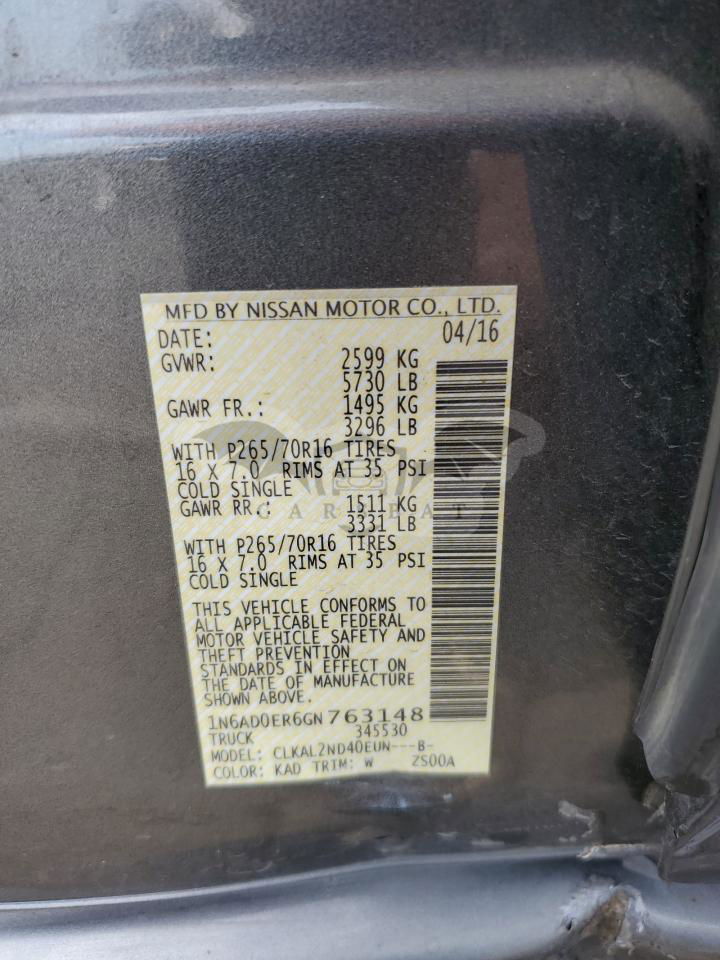 MFD BY NISSAN MOTOR CO., LTD.
DATE: 04/16
GVWR: 2599 KG
5730 LB
GAWR FR.: 1495 KG
3296 LB
WITH P265/70R16 TIRES
16 X 7.0 RIMS AT 35 PSI
COLD SINGLE
GAWR RR.: 1511 KG
CARSBAT
3331 LB
WITH P265/70R16 TIRES
16 X 7.0 RIMS AT 35 PSI
COLD SINGLE
THIS VEHICLE CONFORMS TO
ALL APPLICABLE FEDERAL
MOTOR VEHICLE SAFETY AND
THEFT PREVENTION
STANDARDS IN EFFECT ON
THE DATE OF MANUFACTURE
SHOWN ABOVE.
1N6AD0ER6GN763148
TRUCK 345530
MODEL: CLKAL2ND40EUN---B-
COLOR: KAD TRIM: W ZS00A